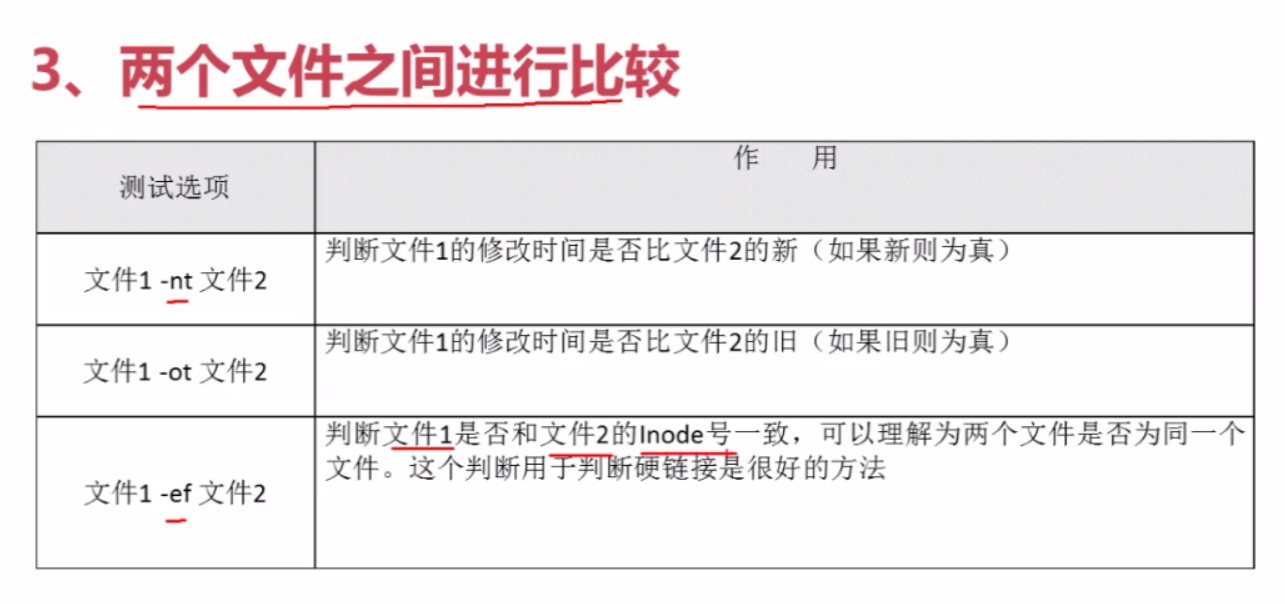 3、两个文件之间进行比较
测试选项
作 用
文件1 -nt 文件2
判断文件1的修改时间是否比文件2的新（如果新则为真）
文件1 -ot 文件2
判断文件1的修改时间是否比文件2的旧（如果旧则为真）
文件1 -ef 文件2
判断文件1是否和文件2的Inode号一致，可以理解为两个文件是否为同一个
文件。这个判断用于判断硬链接是很好的方法